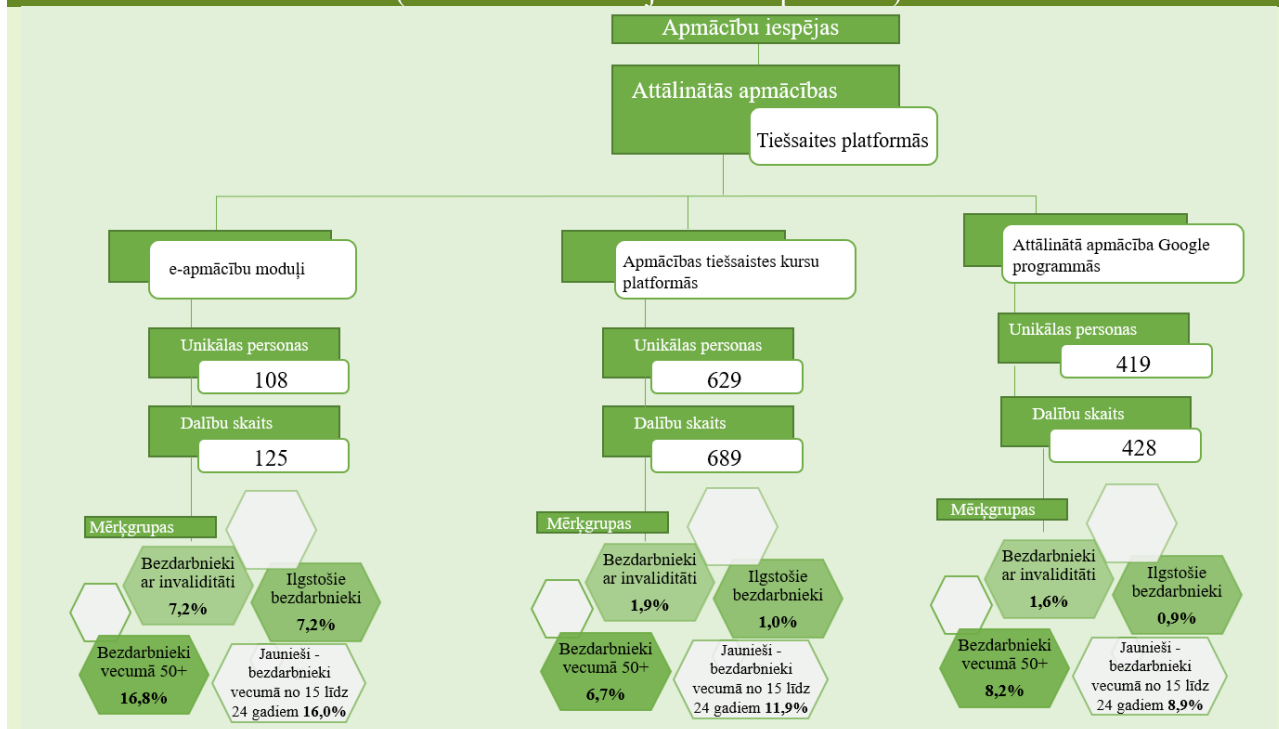 Apmācību iespējas
Attālinātās apmācības
Tiešsaites platformās
e-apmācību moduļi
Unikālas personas
108
Dalību skaits
125
Mērķgrupas
Bezdarbnieki
ar invaliditāti
7,2%
Ilgstošie
bezdarbnieki
7,2%
Bezdarbnieki
vecumā 50+
16,8%
Jaunieši -
bezdarbnieki
vecumā no 15 līdz
24 gadiem 16,0%
Apmācības tiešsaistes kursu
platformās
Unikālas personas
629
Dalību skaits
689
Mērķgrupas
Bezdarbnieki
ar invaliditāti
1,9%
Ilgstošie
bezdarbnieki
1,0%
Bezdarbnieki
vecumā 50+
6,7%
Jaunieši -
bezdarbnieki
vecumā no 15 līdz
24 gadiem 11,9%
Attālinātā apmācība Google
programmās
Unikālas personas
419
Dalību skaits
428
Mērķgrupas
Bezdarbnieki
ar invaliditāti
1,6%
Ilgstošie
bezdarbnieki
0,9%
Bezdarbnieki
vecumā 50+
8,2%
Jaunieši -
bezdarbnieki
vecumā no 15 līdz
24 gadiem 8,9%